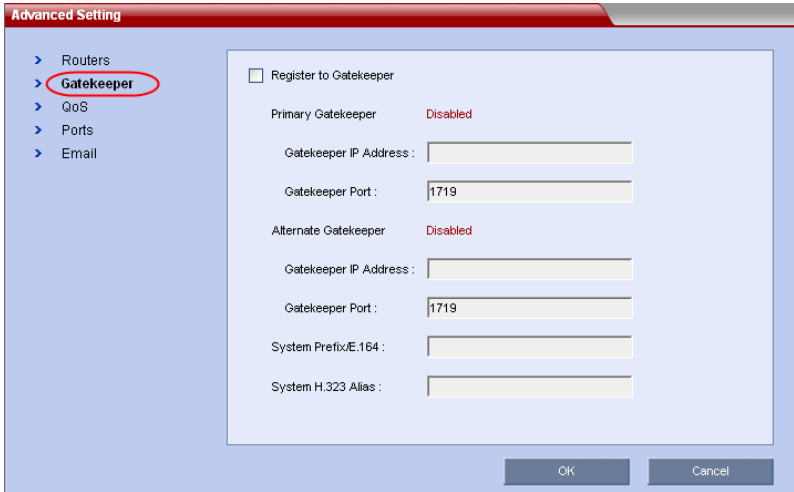 Advanced Setting
Routers
Gatekeeper
QoS
Ports
Email
Register to Gatekeeper
Primary Gatekeeper Disabled
Gatekeeper IP Address :
Gatekeeper Port : 1719
Alternate Gatekeeper Disabled
Gatekeeper IP Address :
Gatekeeper Port : 1719
System Prefix/E.164 :
System H.323 Alias :
OK Cancel